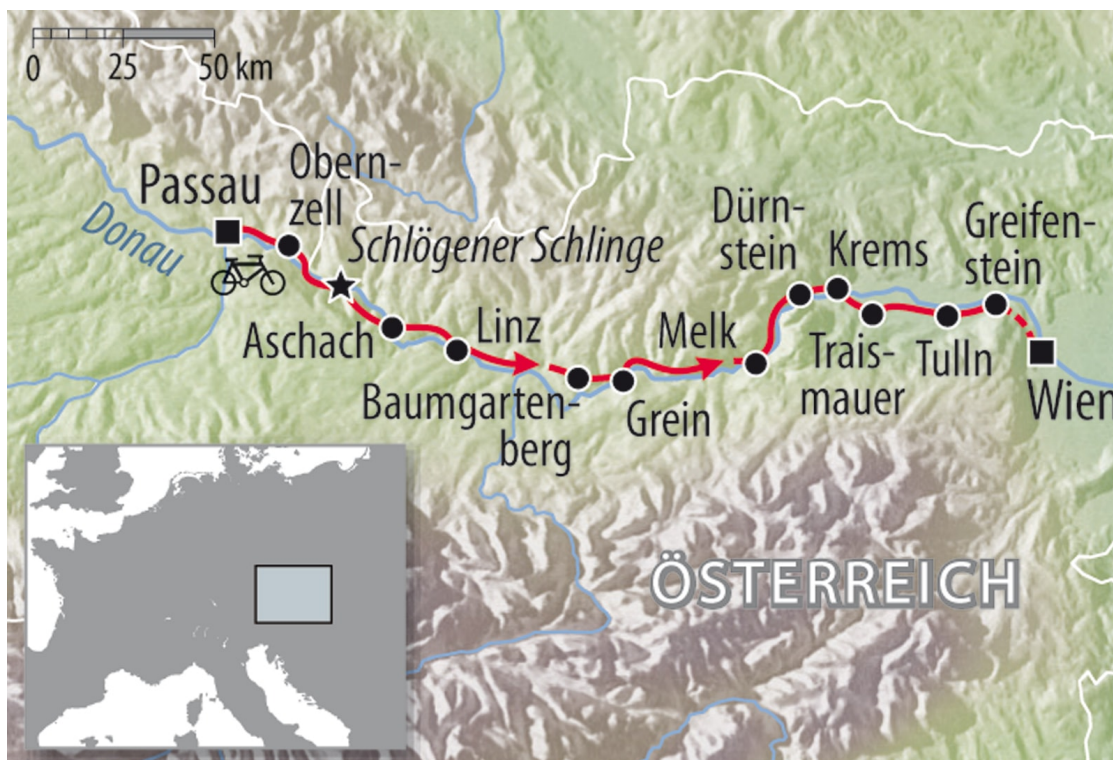 0 25 50 km
Passau
Donau
Obern-
zell
Schlögener Schlinge
Aschach
Linz
Baumgarten-
berg
Grein
Melk
Dürn-
stein
Krems
Trais-
mauer
Tulln
Greifen-
stein
Wien
ÖSTERREICH